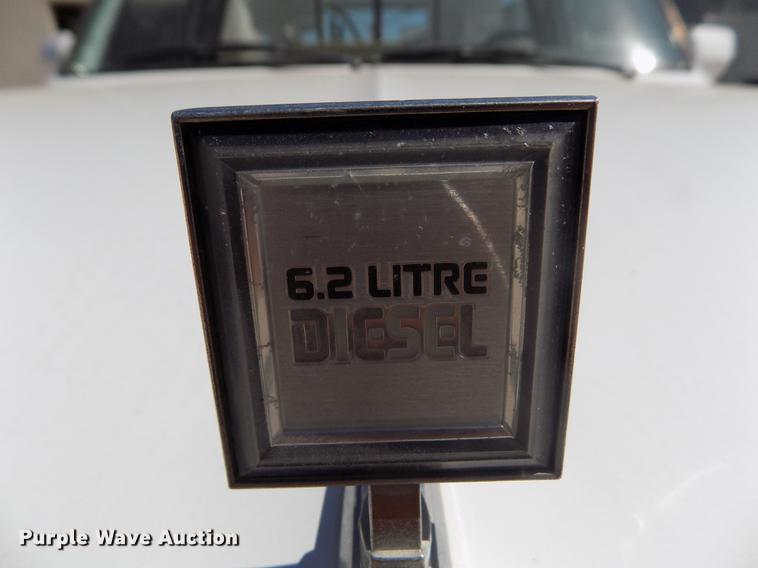 6.2 LITRE
DIESEL
Purple Wave Auction